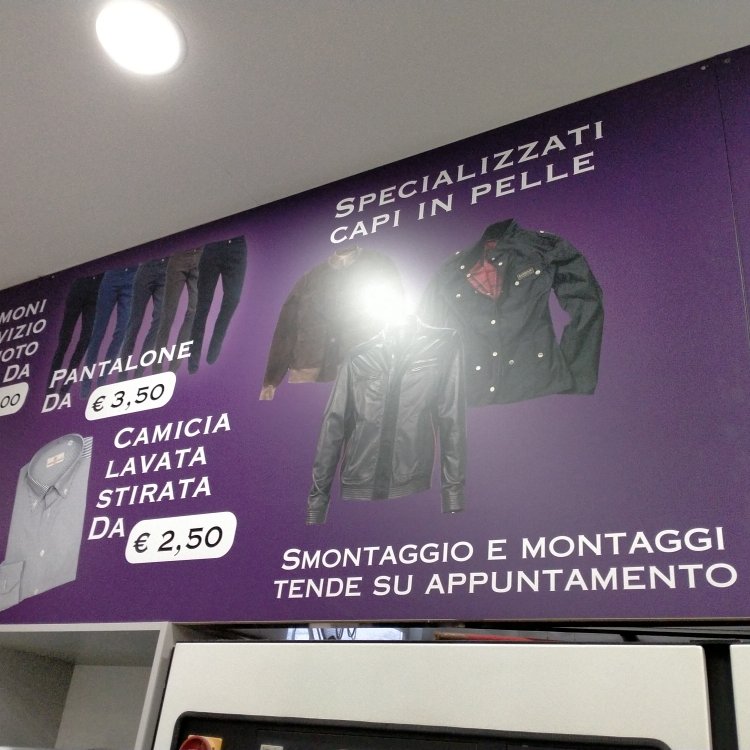 SPECIALIZZATI
CAPI IN PELLE
MONI
VIZIO
OTO
DA
00
PANTALONE
DA € 3,50
CAMICIA
LAVATA
STIRATA
DA € 2,50
SMONTAGGIO E MONTAGGI
TENDE SU APPUNTAMENTO